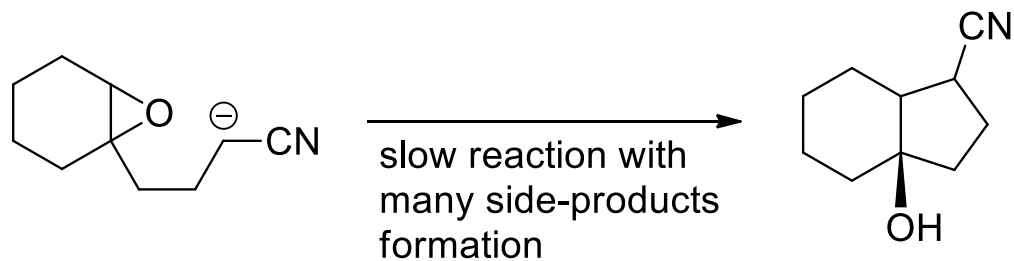 CN
O
⊖
CN
slow reaction with
many side-products
formation
OH